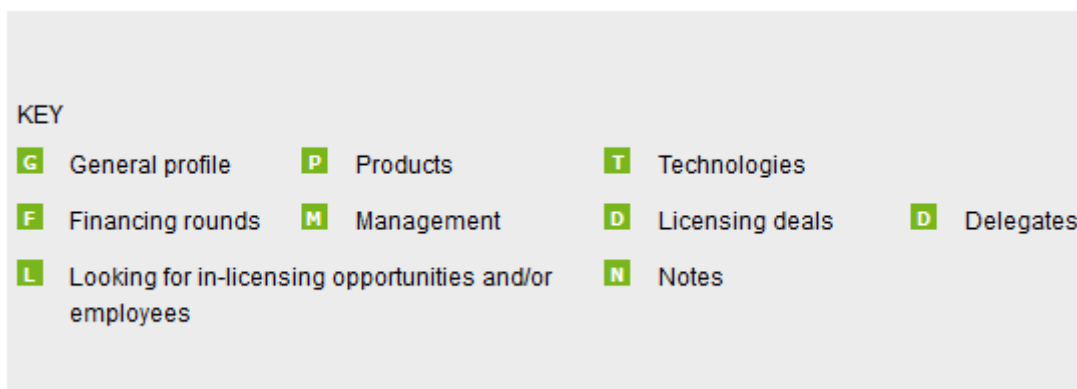 KEY
G General profile P Products T Technologies
F Financing rounds M Management D Licensing deals D Delegates
L Looking for in-licensing opportunities and/or N Notes
employees